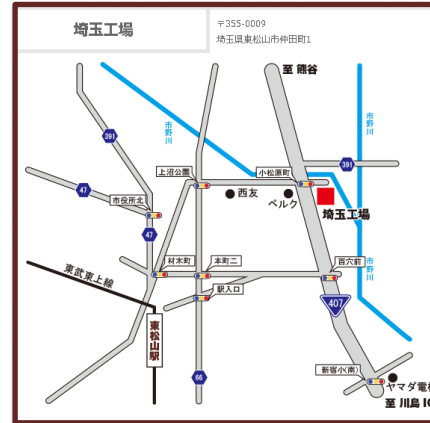 埼玉工場
〒355-0009
埼玉県東松山市仲田町1
至 熊谷
市野川
市野川
391
上沼公園
小松原町
391
47
西友
ベルク
市役所北
埼玉工場
47
東武東上線
材木町
本町二
百穴前
市野川
駅入口
407
東松山駅
新宿小(南)
66
ヤマダ電機
至 川島 IC